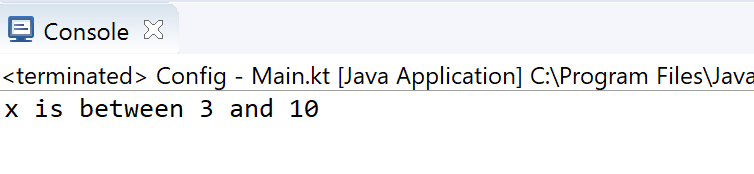 Console
<terminated> Config - Main.kt [Java Application] C:\Program Files\Java
x is between 3 and 10